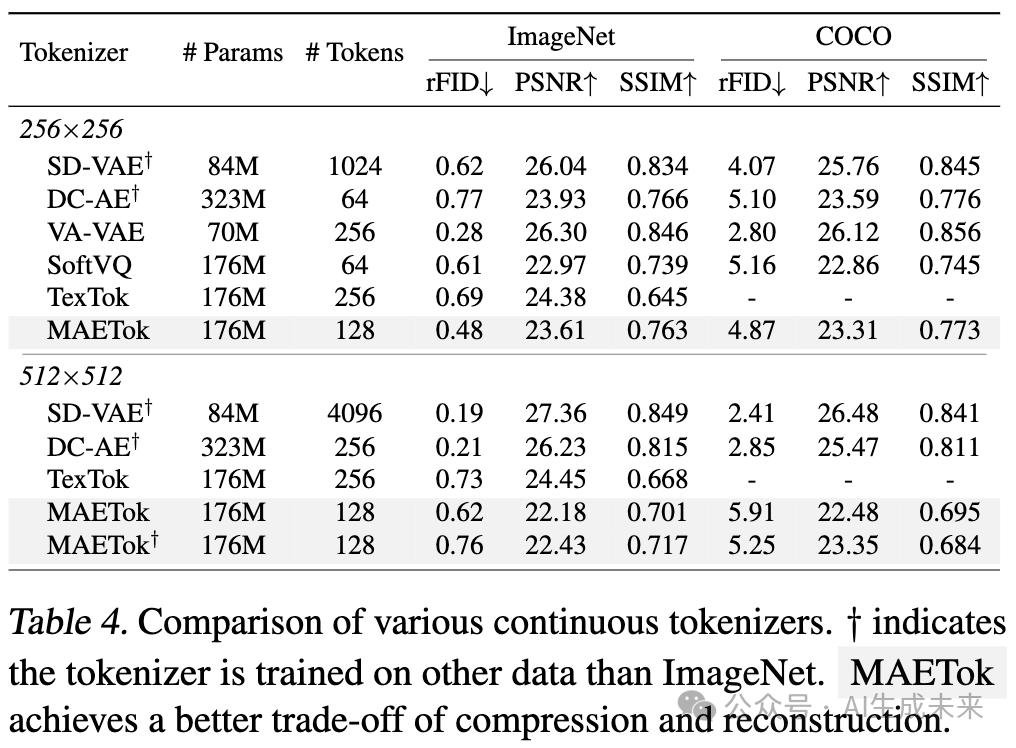 ImageNet COCO
Tokenizer # Params # Tokens
rFID↓ PSNR↑ SSIM↑ rFID↓ PSNR↑ SSIM↑
256×256
SD-VAE† 84M 1024 0.62 26.04 0.834 4.07 25.76 0.845
DC-AE† 323M 64 0.77 23.93 0.766 5.10 23.59 0.776
VA-VAE 70M 256 0.28 26.30 0.846 2.80 26.12 0.856
SoftVQ 176M 64 0.61 22.97 0.739 5.16 22.86 0.745
TexTok 176M 256 0.69 24.38 0.645 - - -
MAETok 176M 128 0.48 23.61 0.763 4.87 23.31 0.773
512×512
SD-VAE† 84M 4096 0.19 27.36 0.849 2.41 26.48 0.841
DC-AE† 323M 256 0.21 26.23 0.815 2.85 25.47 0.811
TexTok 176M 256 0.73 24.45 0.668 - - -
MAETok 176M 128 0.62 22.18 0.701 5.91 22.48 0.695
MAETok† 176M 128 0.76 22.43 0.717 5.25 23.35 0.684
Table 4. Comparison of various continuous tokenizers. † indicates
the tokenizer is trained on other data than ImageNet. MAETok
achieves a better trade-off of compression and reconstruction.
公众号·AI生成未来